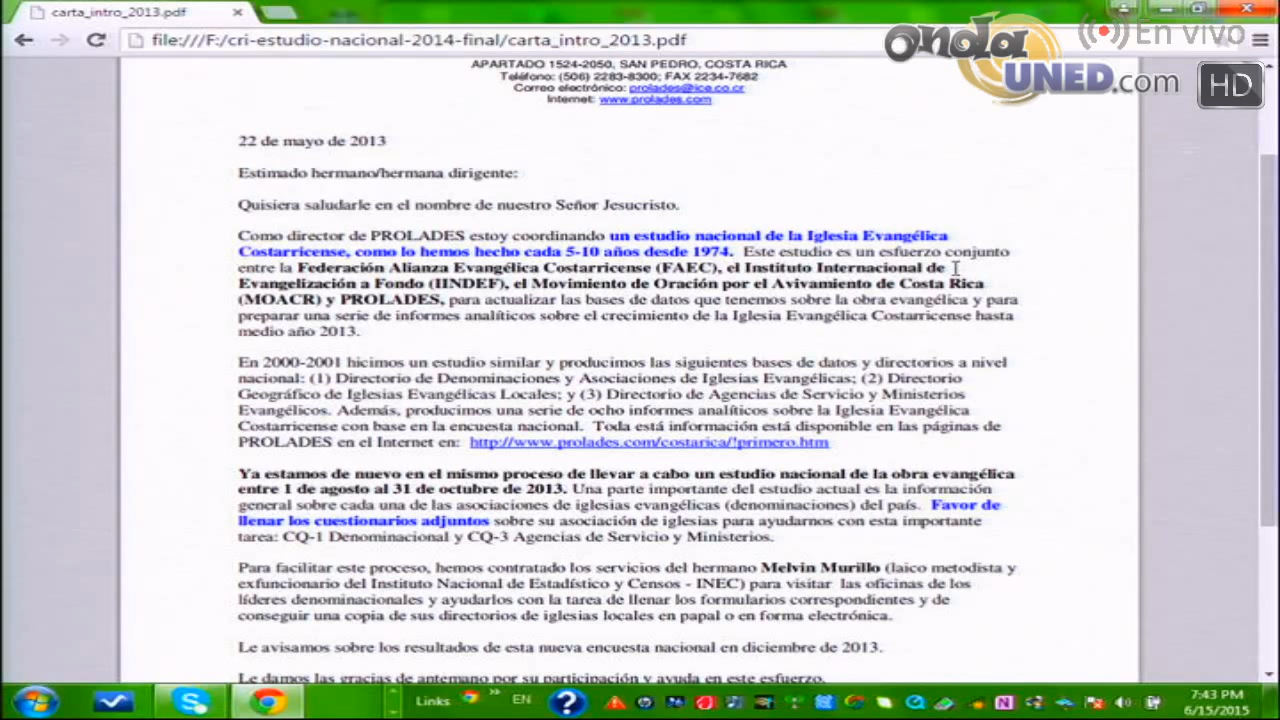 carta_intro_2013.pdf
file:///F:/cri-estudio-nacional-2014-final/carta_intro_2013.pdf
onda
UNED.com
En vivo
HD
APARTADO 1524-2050, SAN PEDRO, COSTA RICA
Teléfono: (506) 2283-8300; FAX 2234-7682
Correo electrónico: prolades@ice.co.cr
Internet: www.prolades.com
22 de mayo de 2013
Estimado hermano/hermana dirigente:
Quisiera saludarle en el nombre de nuestro Señor Jesucristo.
Como director de PROLADES estoy coordinando un estudio nacional de la Iglesia Evangélica
Costarricense, como lo hemos hecho cada 5-10 años desde 1974. Este estudio es un esfuerzo conjunto
entre la Federación Alianza Evangélica Costarricense (FAEC), el Instituto Internacional de
Evangelización a Fondo (IINDEF), el Movimiento de Oración por el Avivamiento de Costa Rica
(MOACR) y PROLADES, para actualizar las bases de datos que tenemos sobre la obra evangélica y para
preparar una serie de informes analíticos sobre el crecimiento de la Iglesia Evangélica Costarricense hasta
medio año 2013.
En 2000-2001 hicimos un estudio similar y producimos las siguientes bases de datos y directorios a nivel
nacional: (1) Directorio de Denominaciones y Asociaciones de Iglesias Evangélicas; (2) Directorio
Geográfico de Iglesias Evangélicas Locales; y (3) Directorio de Agencias de Servicio y Ministerios
Evangélicos. Además, producimos una serie de ocho informes analíticos sobre la Iglesia Evangélica
Costarricense con base en la encuesta nacional. Toda está información está disponible en las páginas de
PROLADES en el Internet en: http://www.prolades.com/costarica/!primero.htm
Ya estamos de nuevo en el mismo proceso de llevar a cabo un estudio nacional de la obra evangélica
entre 1 de agosto al 31 de octubre de 2013. Una parte importante del estudio actual es la información
general sobre cada una de las asociaciones de iglesias evangélicas (denominaciones) del país. Favor de
llenar los cuestionarios adjuntos sobre su asociación de iglesias para ayudarnos con esta importante
tarea: CQ-1 Denominacional y CQ-3 Agencias de Servicio y Ministerios.
Para facilitar este proceso, hemos contratado los servicios del hermano Melvin Murillo (laico metodista y
exfuncionario del Instituto Nacional de Estadístico y Censos - INEC) para visitar las oficinas de los
líderes denominacionales y ayudarlos con la tarea de llenar los formularios correspondientes y de
conseguir una copia de sus directorios de iglesias locales en papal o en forma electrónica.
Le avisamos sobre los resultados de esta nueva encuesta nacional en diciembre de 2013.
Le damos las gracias de antemano por su participación y ayuda en este esfuerzo.
Links
EN
7:43 PM
6/15/2015